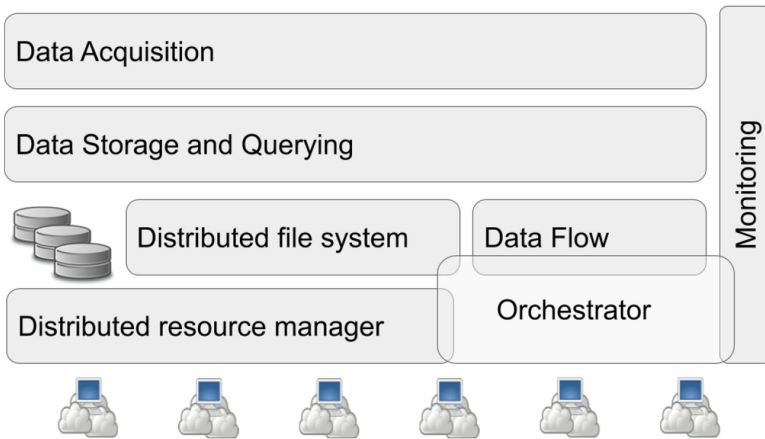 Data Acquisition
Data Storage and Querying
Distributed file system
Data Flow
Orchestrator
Distributed resource manager
Monitoring